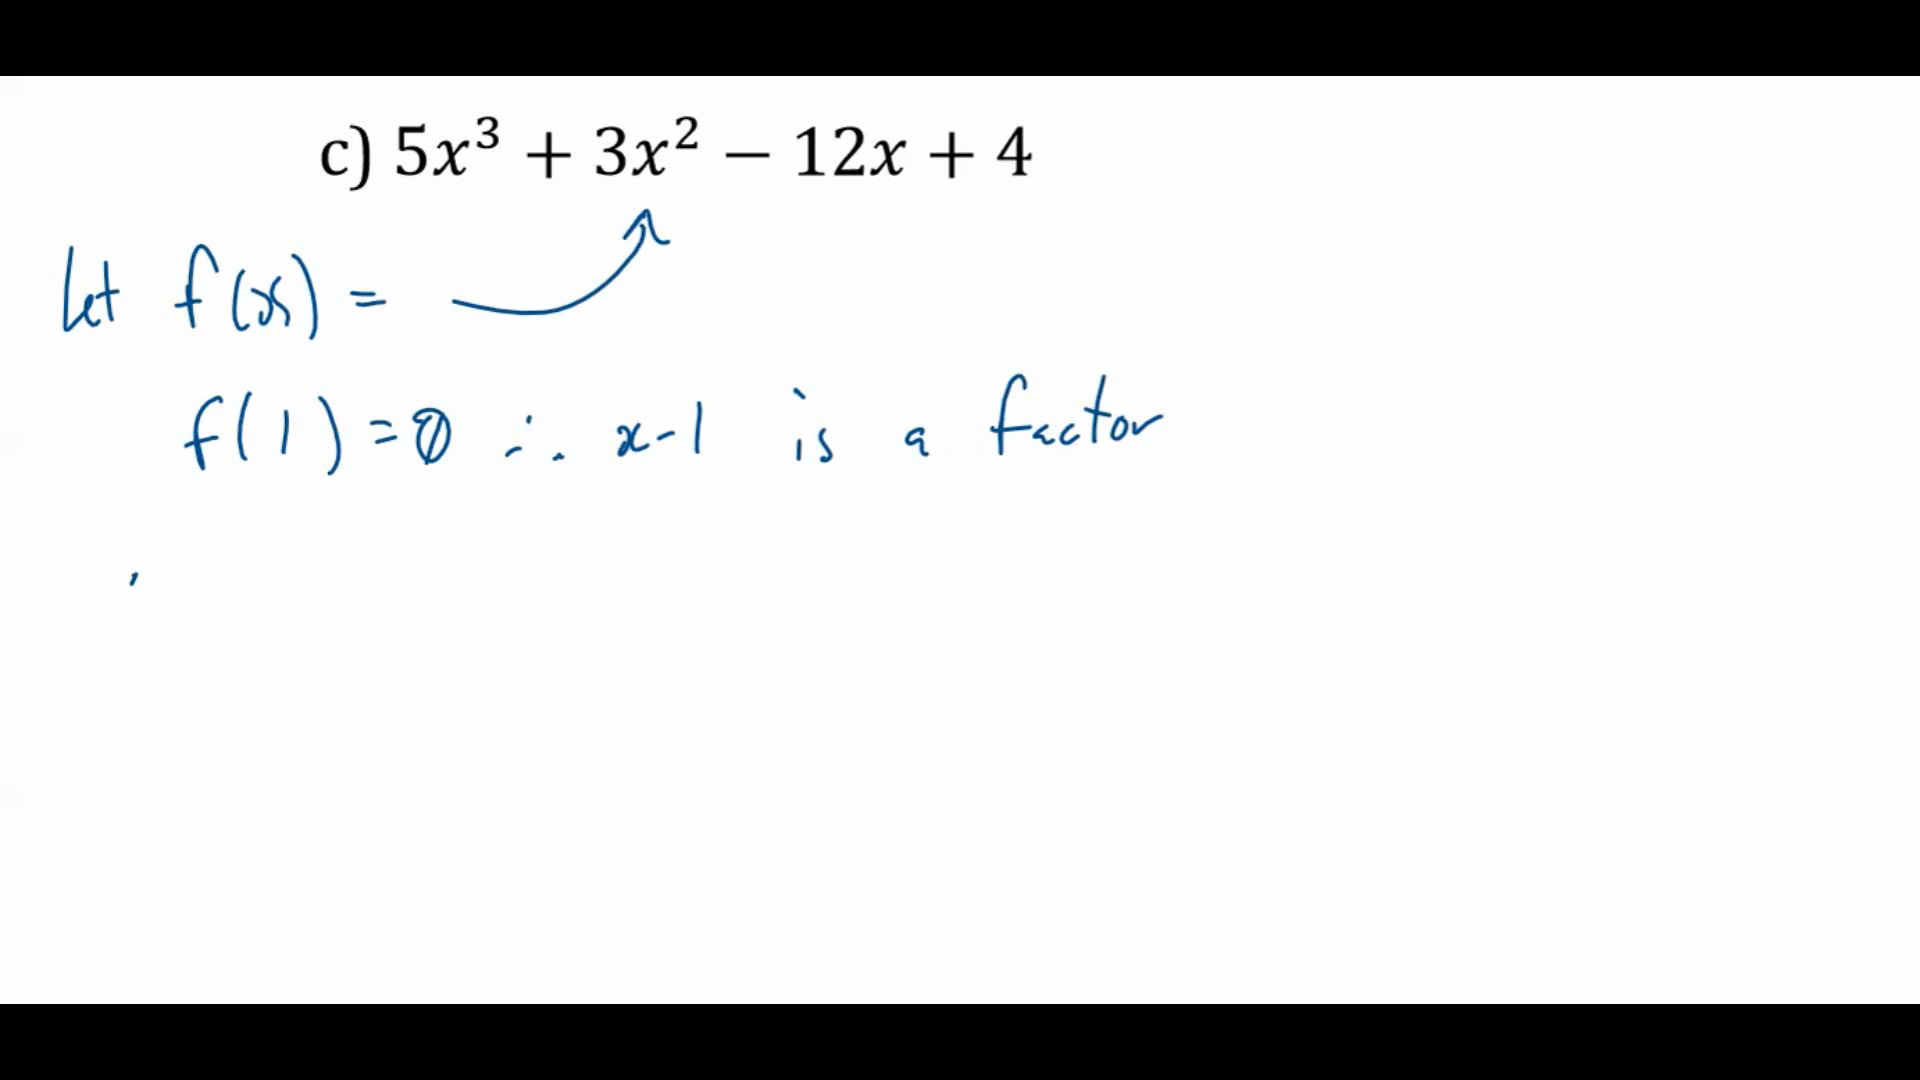 c) 5x³ + 3x² − 12x + 4
let f(x) =
f(1) = 0 ∴ x-1 is a factor